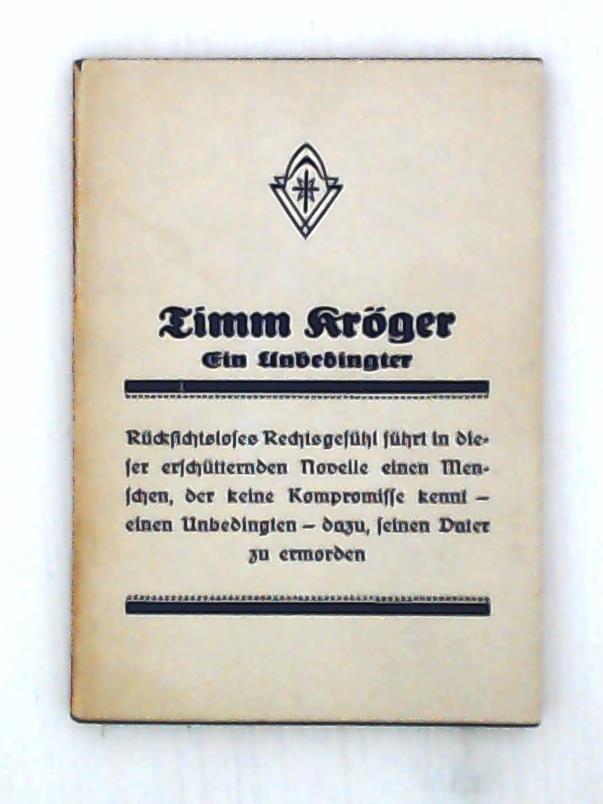 Timm Kröger
Ein Unbedingter
Rücksichtsloses Rechtsgefühl führt in die-
ser erschütternden Novelle einen Men-
schen, der keine Kompromisse kennt –
einen Unbedingten – dazu, seinen Vater
zu ermorden